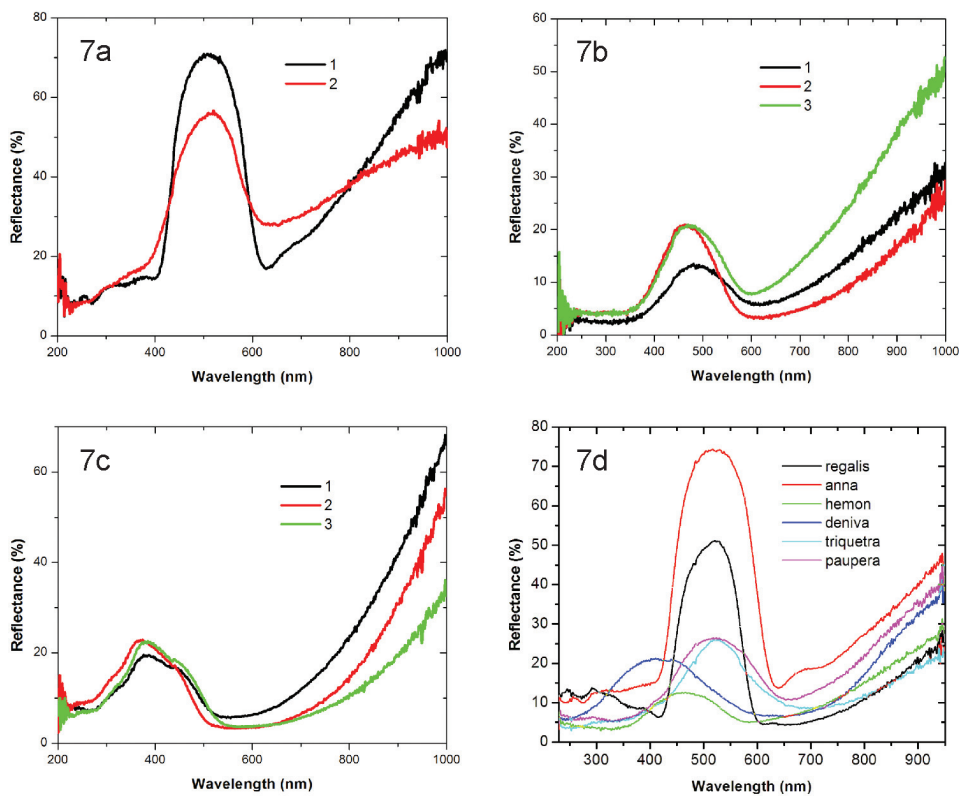 7a
1
2
Reflectance (%)
80
60
40
20
0
200 400 600 800 1000
Wavelength (nm)
7b
1
2
3
Reflectance (%)
60
50
40
30
20
10
0
200 300 400 500 600 700 800 900 1000
Wavelength (nm)
7c
1
2
3
Reflectance (%)
60
40
20
0
200 400 600 800 1000
Wavelength (nm)
7d
regalis
anna
hemon
deniva
triquetra
paupera
Reflectance (%)
80
75
70
65
60
55
50
45
40
35
30
25
20
15
10
5
0
300 400 500 600 700 800 900
Wavelength (nm)